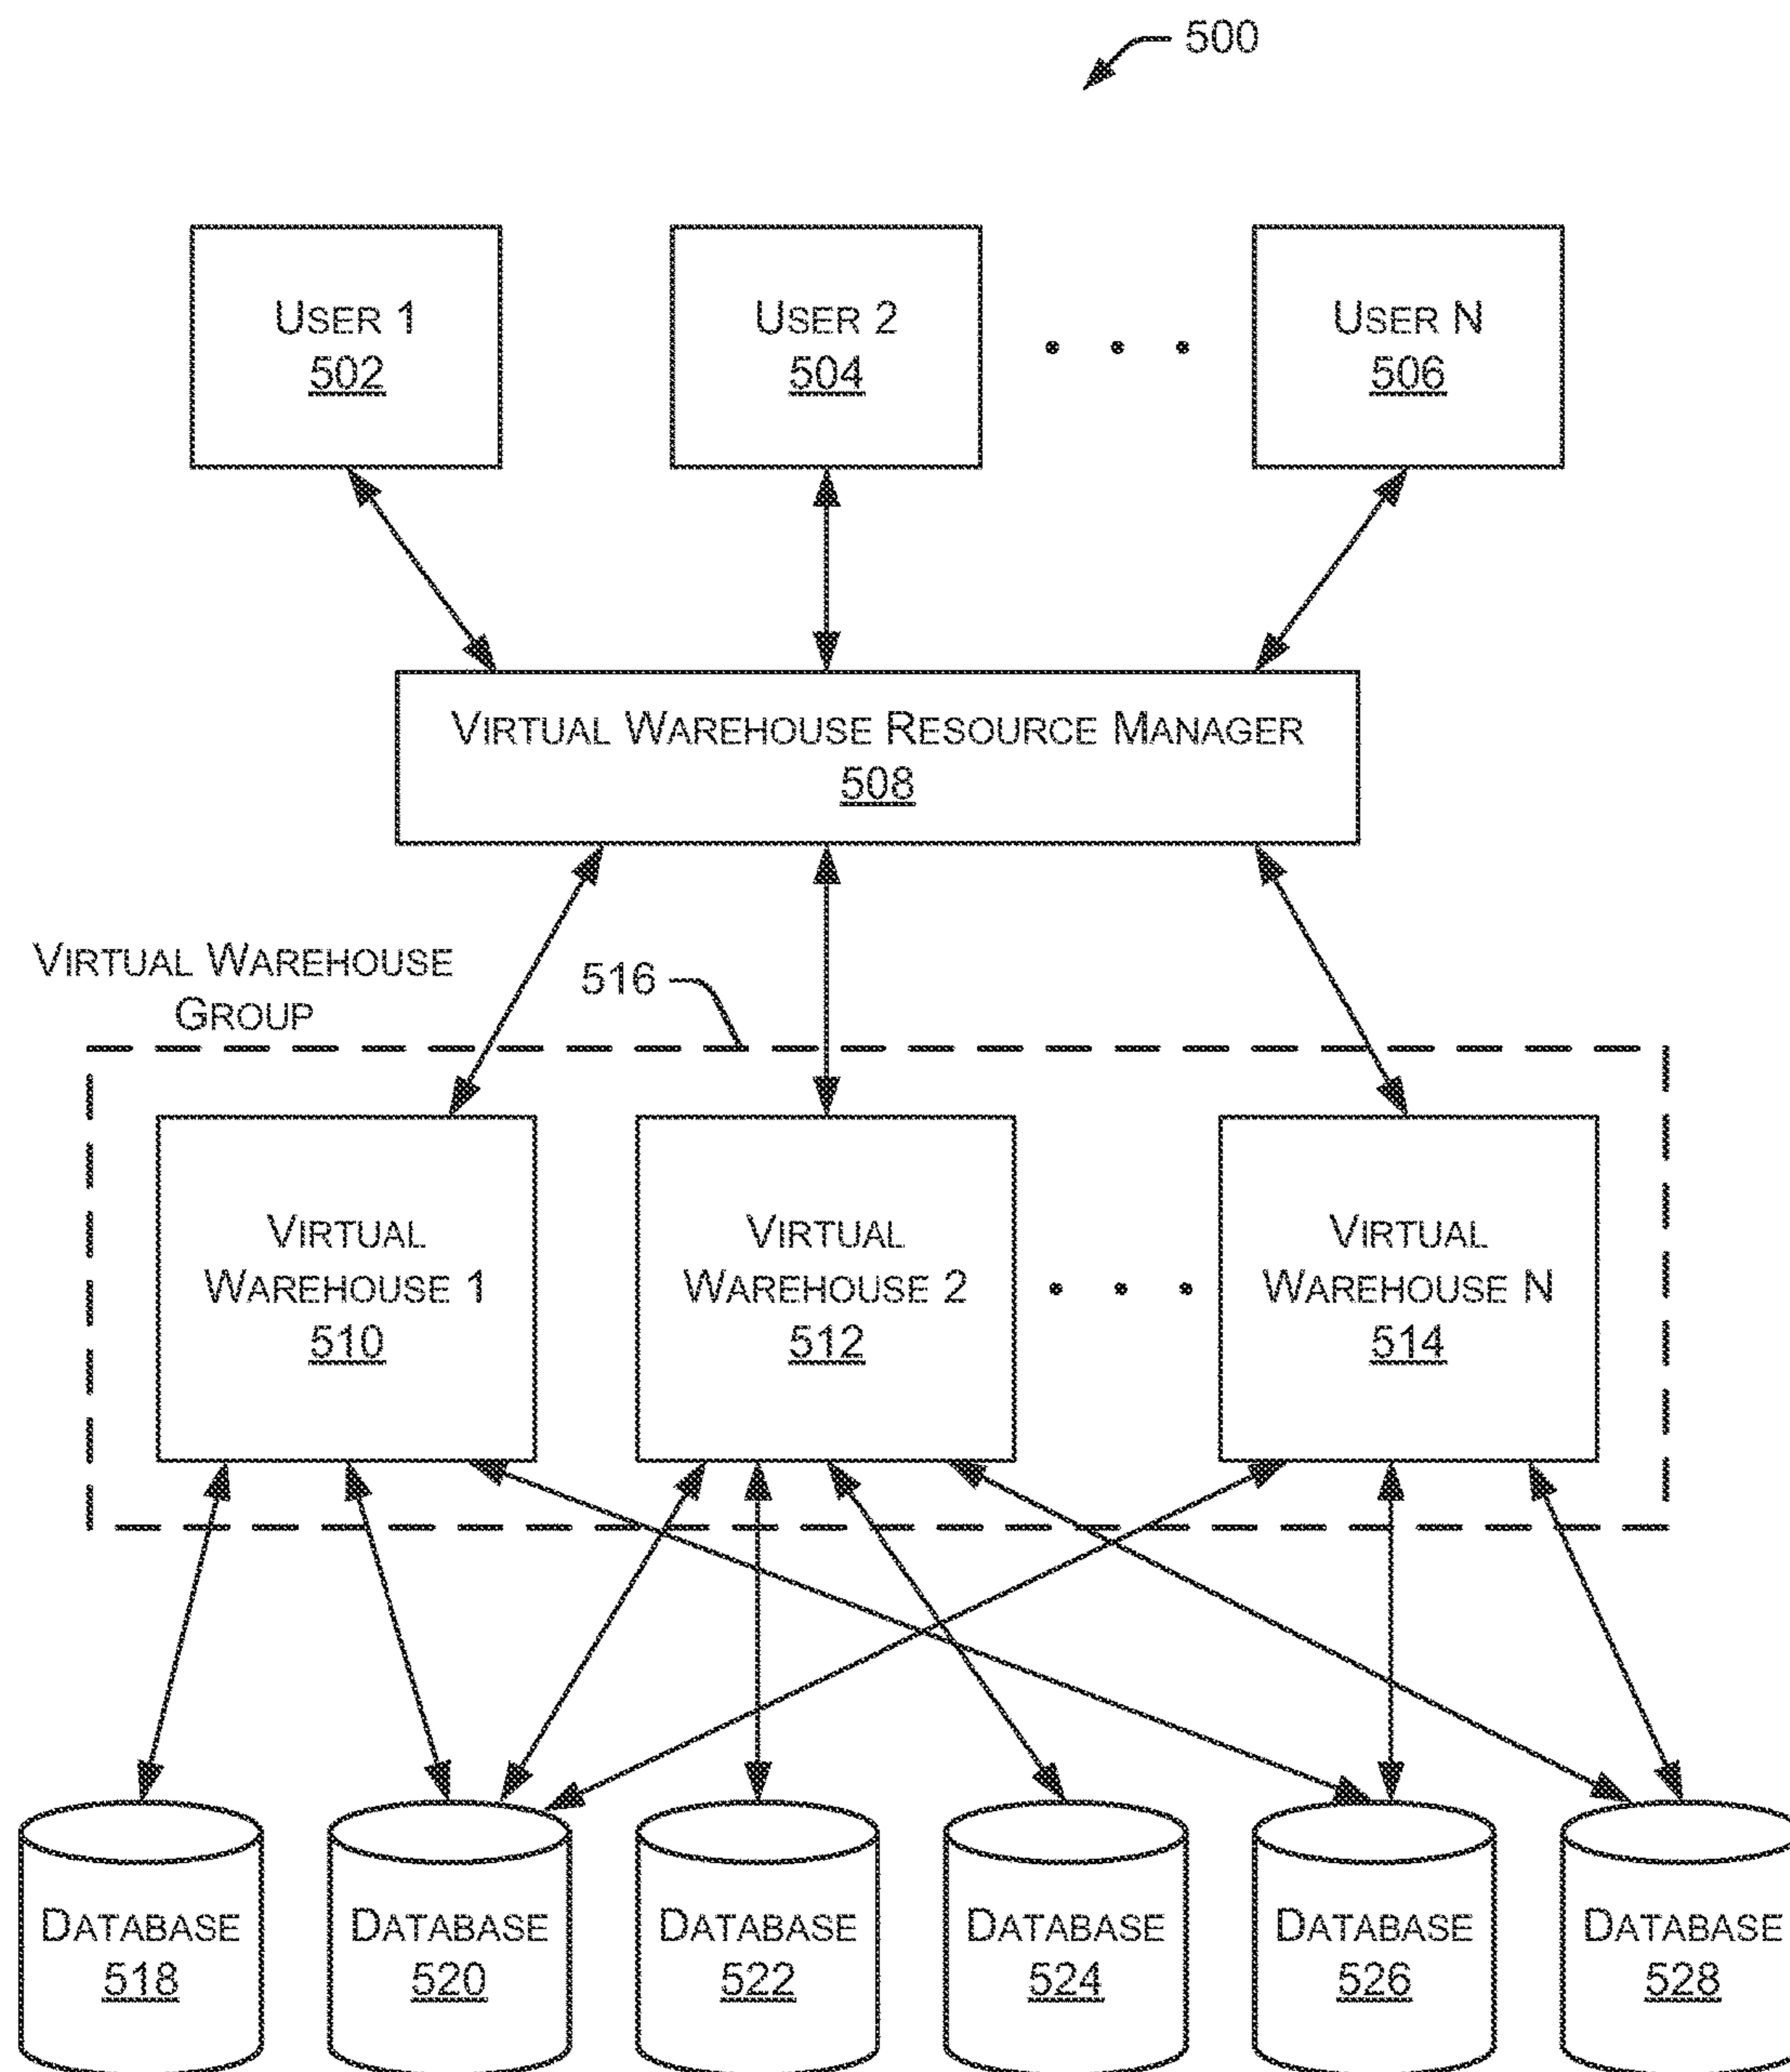 500
User 1
502
User 2
504
User N
506
Virtual Warehouse Resource Manager
508
Virtual Warehouse
Group
516
Virtual
Warehouse 1
510
Virtual
Warehouse 2
512
Virtual
Warehouse N
514
Database
518
Database
520
Database
522
Database
524
Database
526
Database
528